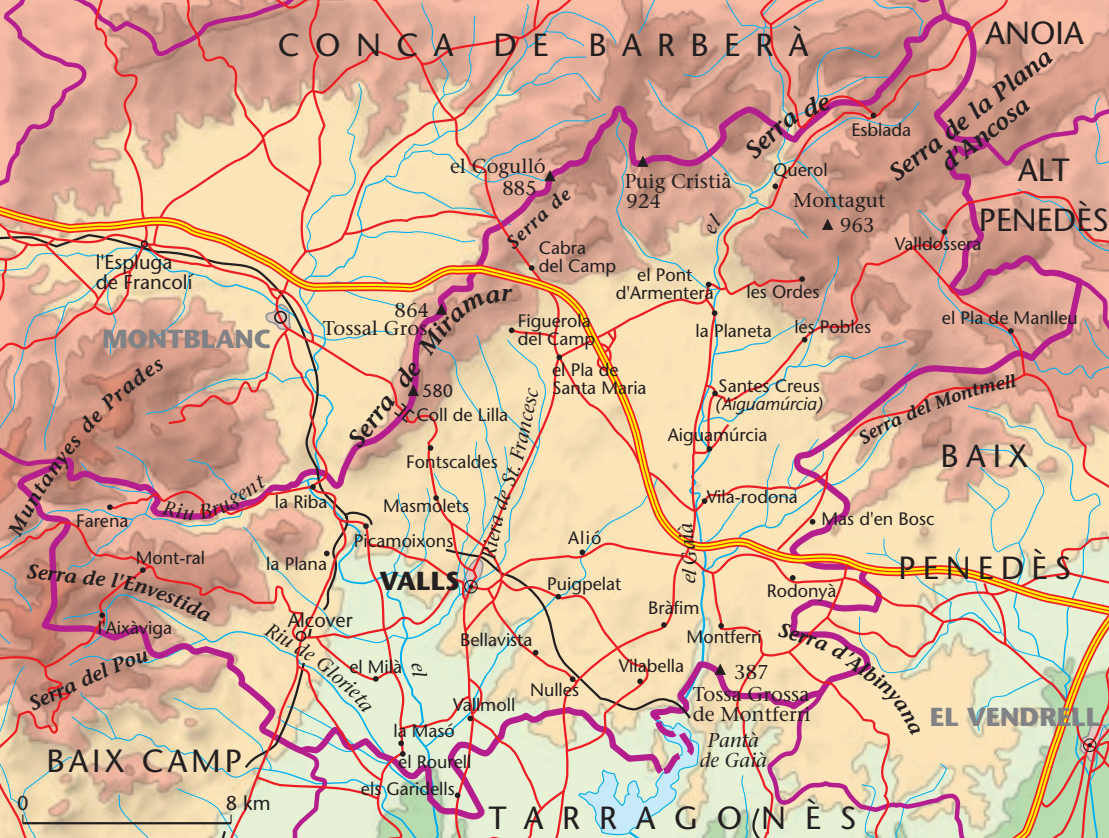 CONCA DE BARBERÀ
ANOIA
Serra de
Serra de la Plana
d'Ancosa
Esblada
el Cogulló
885
Puig Cristià
924
Querol
ALT
PENEDÈS
Montagut
963
Serra de
el
Valldossera
Cabra
del Camp
l'Espluga
de Francolí
el Pont
d'Armentera
les Ordes
864
Tossal Gros
Serra de Miramar
MONTBLANC
Figuerola
del Camp
la Planeta
les Pobles
el Pla de Manlleu
el Pla de
Santa Maria
580
Coll de Lilla
Santes Creus
(Aiguamúrcia)
Serra del Montmell
Muntanyes de Prades
Riera de St. Francesc
Aiguamúrcia
BAIX
Fontscaldes
Riu Brugent
la Riba
Masmolets
Vila-rodona
Farena
Mas d'en Bosc
Picamoixons
Alió
el Gaià
Mont-ral
la Plana
PENEDÈS
Serra de l'Envestida
VALLS
Puigpelat
Rodonyà
l'Aixàviga
Alcover
Bràfim
Bellavista
Montferri
Serra d'Albinyana
Riu de Glorieta
Serra del Pou
el Milà
el
Vilabella
387
Tossa Grossa
de Montferri
Nulles
Vallmoll
EL VENDRELL
la Masó
Pantà
de Gaià
BAIX CAMP
el Rourell
els Garidells
0
8 km
TARRAGONÈS